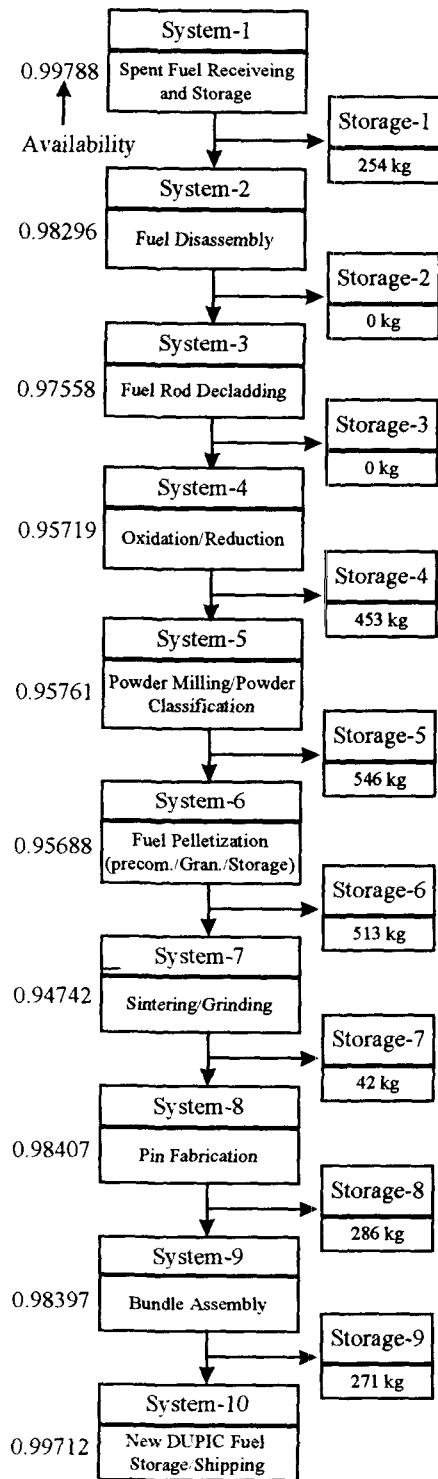 System-1
0.99788
Spent Fuel Receiveing
and Storage
Availability
Storage-1
254 kg
System-2
0.98296
Fuel Disassembly
Storage-2
0 kg
System-3
0.97558
Fuel Rod Decladding
Storage-3
0 kg
System-4
0.95719
Oxidation/Reduction
Storage-4
453 kg
System-5
0.95761
Powder Milling/Powder
Classification
Storage-5
546 kg
System-6
0.95688
Fuel Pelletization
(precom./Gran./Storage)
Storage-6
513 kg
System-7
0.94742
Sintering/Grinding
Storage-7
42 kg
System-8
0.98407
Pin Fabrication
Storage-8
286 kg
System-9
0.98397
Bundle Assembly
Storage-9
271 kg
System-10
0.99712
New DUPIC Fuel
Storage/Shipping